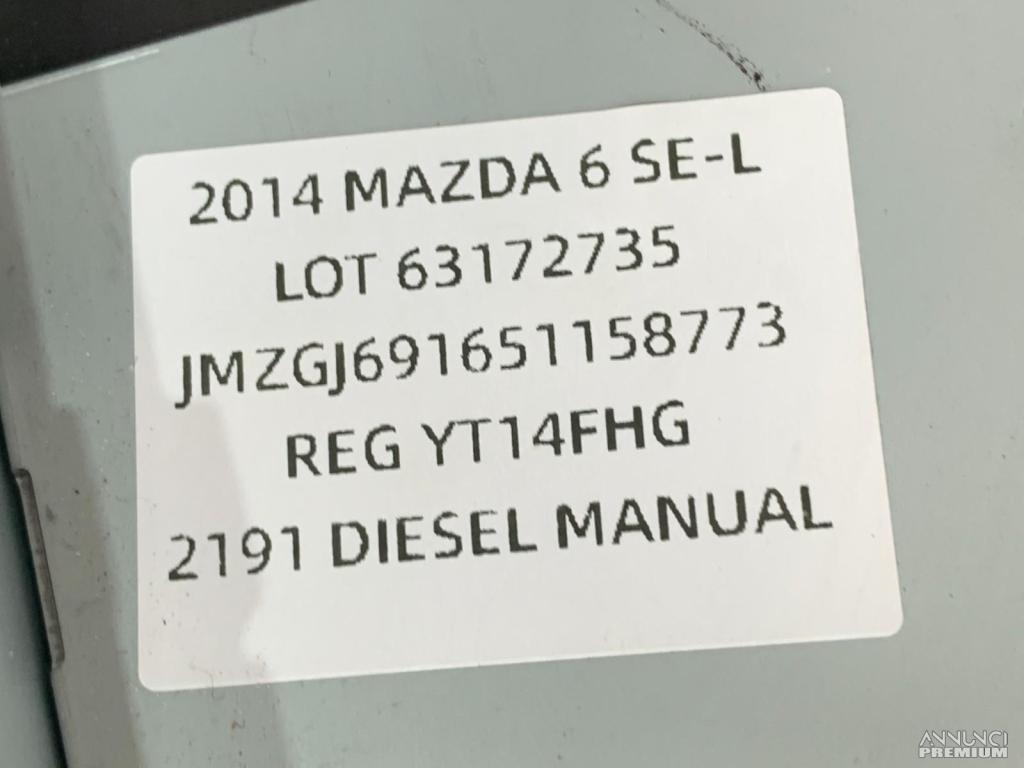 2014 MAZDA 6 SE-L
LOT 63172735
JMZGJ691651158773
REG YT14FHG
2191 DIESEL MANUAL
ANNUNCI
PREMIUM